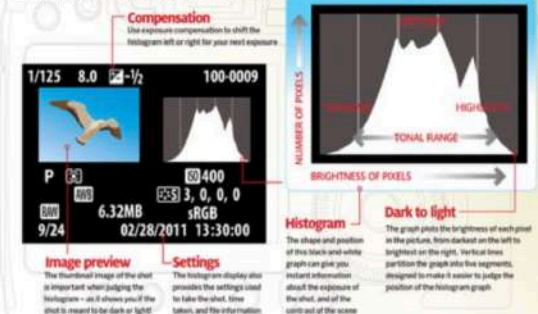 Compensation
Use exposure compensation to shift the
histogram left or right for your next exposure
1/125 8.0 -½ 100-0009
P ISO 400
AWB 3, 0, 0, 0
RAW 6.32MB sRGB
9/24 02/28/2011 13:30:00
Image preview
The thumbnail image of the shot
is important when judging the
histogram – as it shows you if the
shot is meant to be dark or light!
Settings
The histogram display also
provides the settings used
to take the shot, time
taken, and file information
NUMBER OF PIXELS
TONAL RANGE
BRIGHTNESS OF PIXELS
Histogram
The shape and position
of this black-and-white
graph can give you
instant information
about the exposure of
the shot, and of the
contrast of the scene
Dark to light
The graph plots the brightness of each pixel
in the picture, from darkest on the left to
brightest on the right. Vertical lines
partition the graph into five segments,
designed to make it easier to judge the
position of the histogram graph